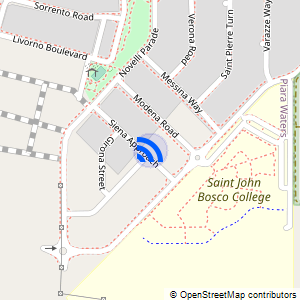 Sorrento Road
Livorno Boulevard
Novelli Parade
Verona Road
Saint Pierre Turn
Varazze Way
Messina Way
Modena Road
Piara Waters
Siena Approach
Girona Street
Saint John
Bosco College
© OpenStreetMap contributors